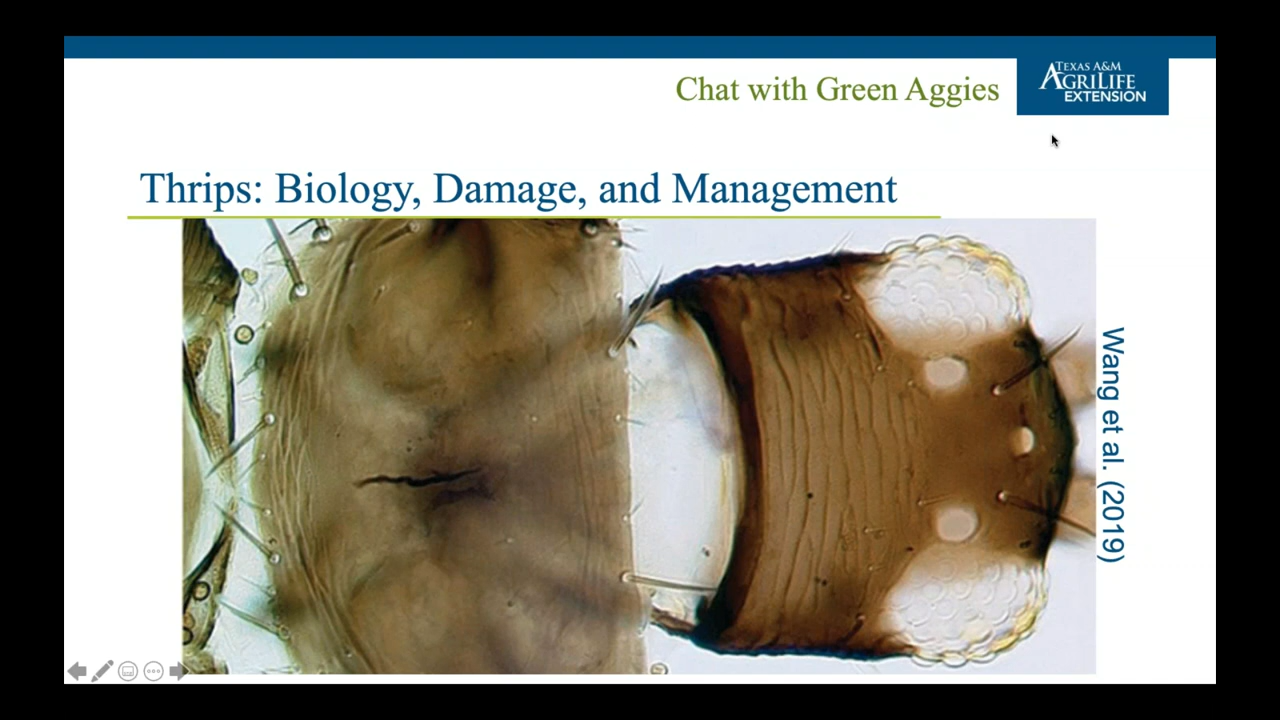 Chat with Green Aggies
TEXAS A&M
AGRILIFE
EXTENSION
Thrips: Biology, Damage, and Management
Wang et al. (2019)